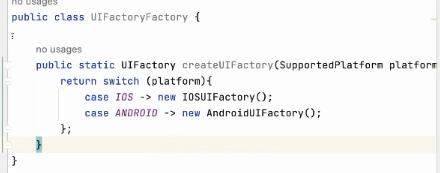 no usages
public class UIFactoryFactory {
no usages
public static UIFactory createUIFactory(SupportedPlatform platform
return switch (platform){
case IOS -> new IOSUIFactory();
case ANDROID -> new AndroidUIFactory();
};
}
}